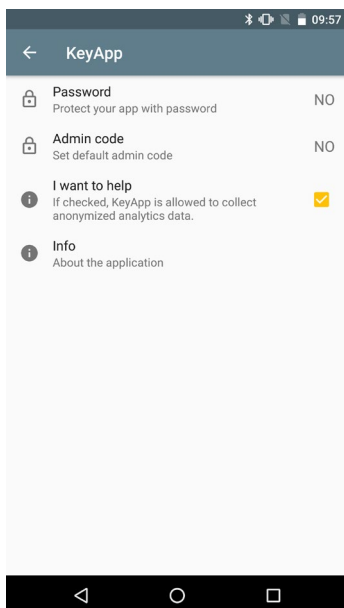 09:57
KeyApp
Password
Protect your app with password
NO
Admin code
Set default admin code
NO
I want to help
If checked, KeyApp is allowed to collect
anonymized analytics data.
Info
About the application